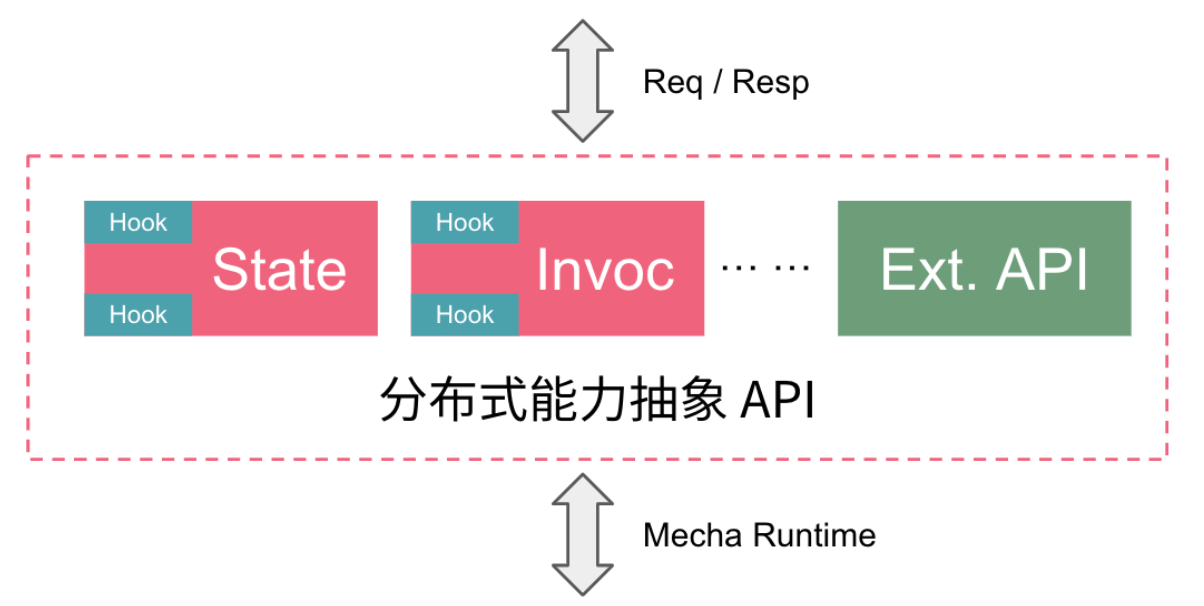 Req / Resp
Hook
State
Hook
Hook
Invoc
Hook
... ...
Ext. API
分布式能力抽象 API
Mecha Runtime